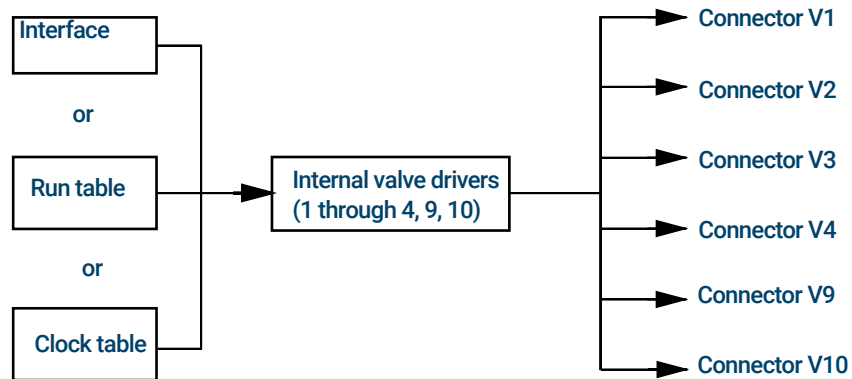 Interface
or
Run table
or
Clock table
Internal valve drivers
(1 through 4, 9, 10)
Connector V1
Connector V2
Connector V3
Connector V4
Connector V9
Connector V10